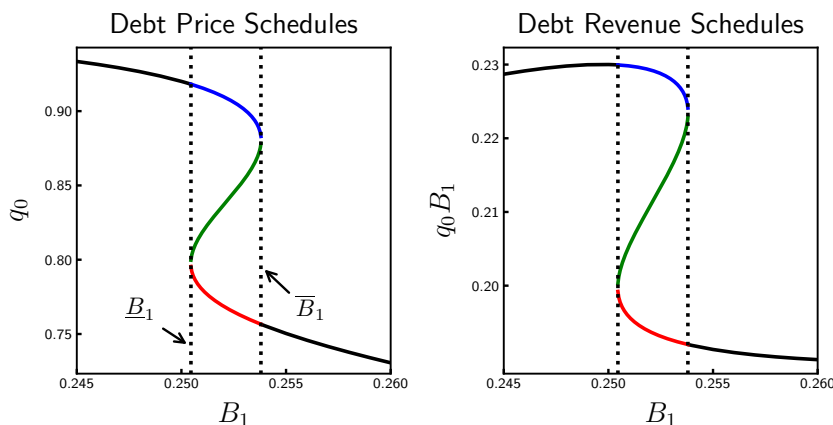 Debt Price Schedules
0.90
0.85
0.80
0.75
q₀
B̲₁
B̅₁
0.245
0.250
0.255
0.260
B₁
Debt Revenue Schedules
0.23
0.22
0.21
0.20
q₀B₁
0.245
0.250
0.255
0.260
B₁